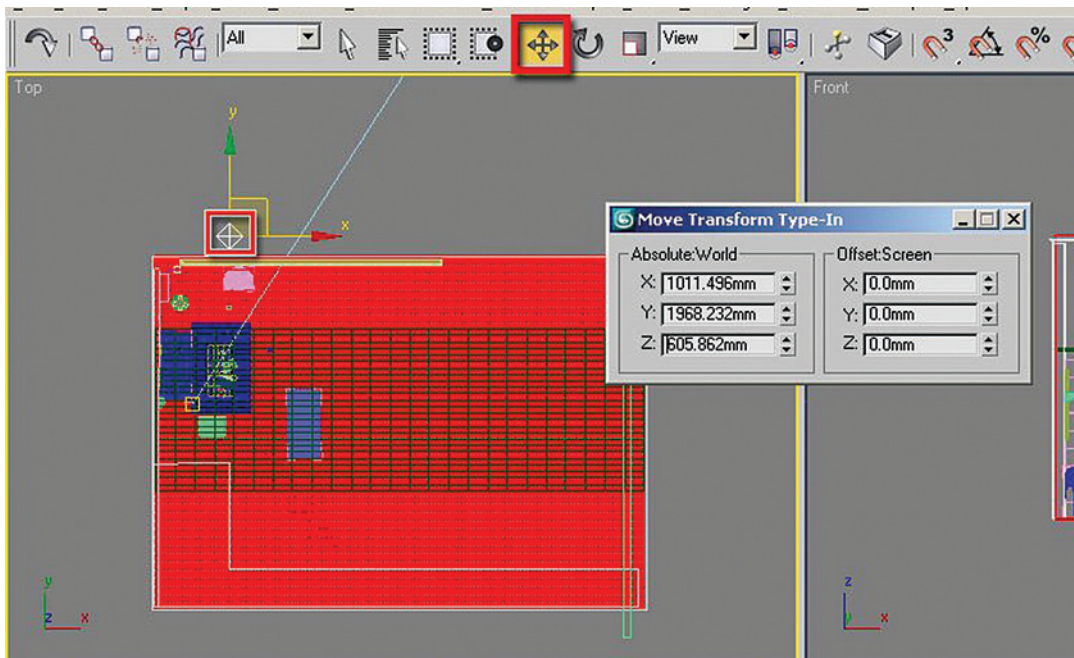 All
View
3
%
Top
Front
y
x
Move Transform Type-In
Absolute:World
Offset:Screen
X: 1011.496mm
X: 0.0mm
Y: 1968.232mm
Y: 0.0mm
Z: 605.862mm
Z: 0.0mm
y
z
x
z
y
x